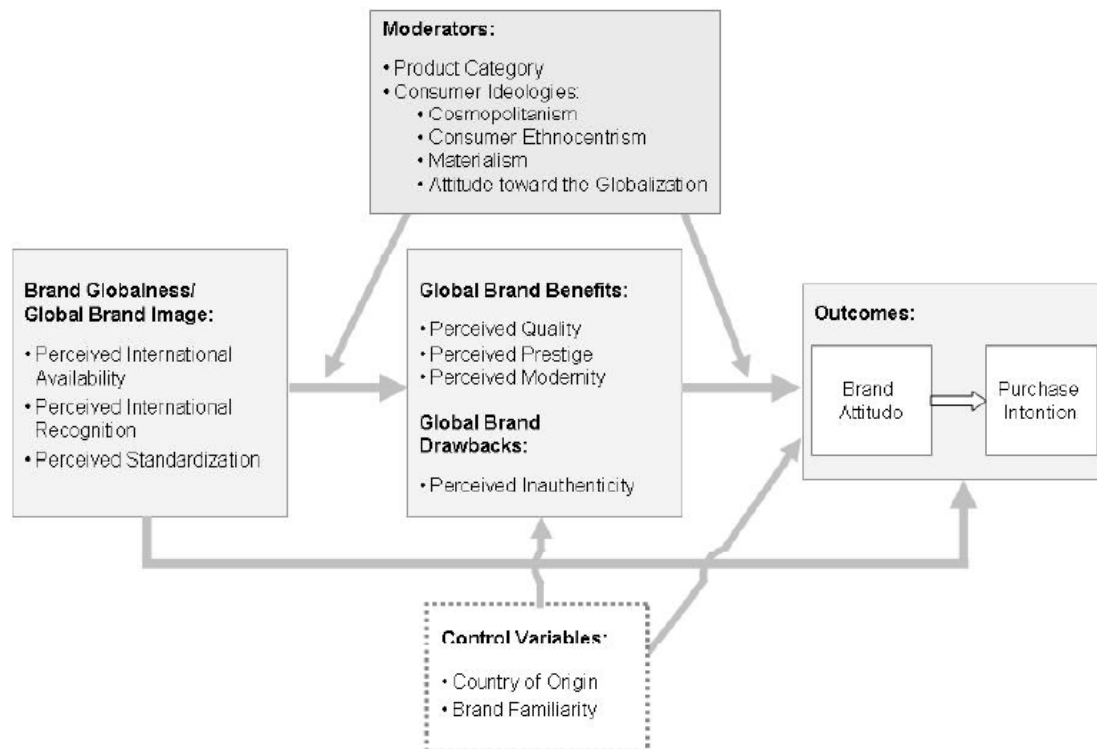 Moderators:
• Product Category
• Consumer Ideologies:
• Cosmopolitanism
• Consumer Ethnocentrism
• Materialism
• Attitude toward the Globalization
Brand Globalness/
Global Brand Image:
• Perceived International
Availability
• Perceived International
Recognition
• Perceived Standardization
Global Brand Benefits:
• Perceived Quality
• Perceived Prestige
• Perceived Modernity
Global Brand
Drawbacks:
• Perceived Inauthenticity
Outcomes:
Brand
Attitudo
Purchase
Intontion
Control Variables:
• Country of Origin
• Brand Familiarity